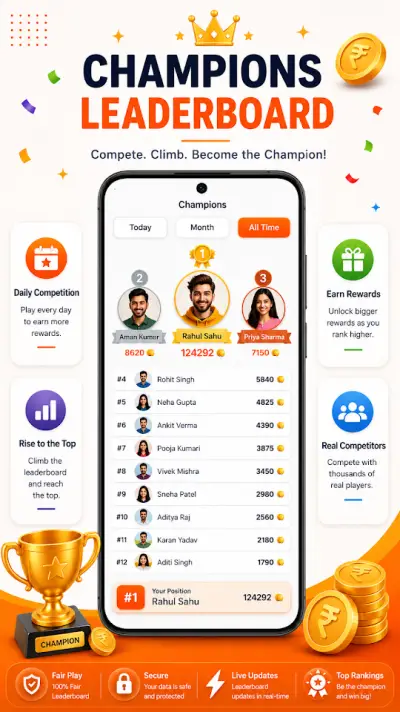 CHAMPIONS
LEADERBOARD
Compete. Climb. Become the Champion!
₹
Champions
Today
Month
All Time
1
2
3
Aman Kumar
Rahul Sahu
Priya Sharma
8620
124292
7150
Daily Competition
Play every day
to earn more
rewards.
Earn Rewards
Unlock bigger
rewards as you
rank higher.
Rise to the Top
Climb the
leaderboard
and reach
the top.
Real Competitors
Compete with
thousands of
real players.
#4 Rohit Singh 5840
#5 Neha Gupta 4825
#6 Ankit Verma 4390
#7 Pooja Kumari 3875
#8 Vivek Mishra 3450
#9 Sneha Patel 2980
#10 Aditya Raj 2560
#11 Karan Yadav 2180
#12 Aditi Singh 1790
#1
Your Position
Rahul Sahu
124292
CHAMPION
₹
₹
Fair Play
100% Fair
Leaderboard
Secure
Your data is safe
and protected
Live Updates
Leaderboard
updates in real-time
Top Rankings
Be the champion
and win big!